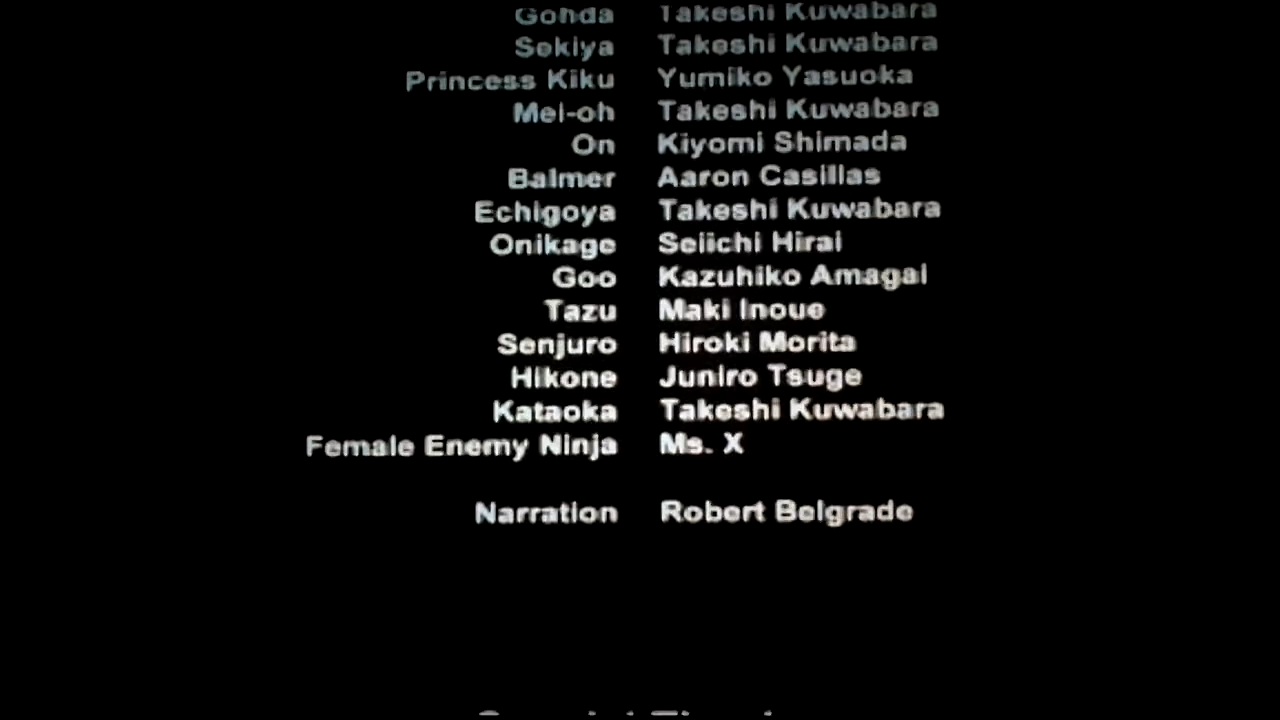 Gohda Takeshi Kuwabara
Sekiya Takeshi Kuwabara
Princess Kiku Yumiko Yasuoka
Mei-oh Takeshi Kuwabara
On Kiyomi Shimada
Balmer Aaron Casillas
Echigoya Takeshi Kuwabara
Onikage Seiichi Hirai
Goo Kazuhiko Amagai
Tazu Maki Inoue
Senjuro Hiroki Morita
Hikone Juniro Tsuge
Kataoka Takeshi Kuwabara
Female Enemy Ninja Ms. X
Narration Robert Belgrade